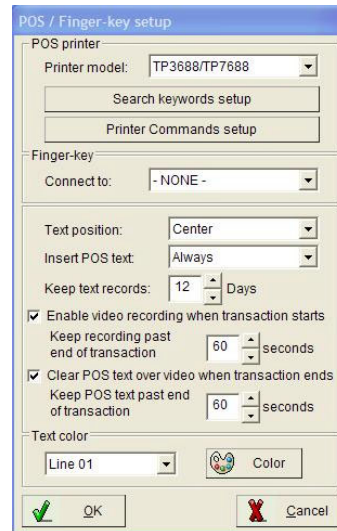 POS / Finger-key setup
POS printer
Printer model: TP3688/TP7688
Search keywords setup
Printer Commands setup
Finger-key
Connect to: - NONE -
Text position: Center
Insert POS text: Always
Keep text records: 12 Days
Enable video recording when transaction starts
Keep recording past
end of transaction 60 seconds
Clear POS text over video when transaction ends
Keep POS text past end
of transaction 60 seconds
Text color
Line 01 Color
OK Cancel